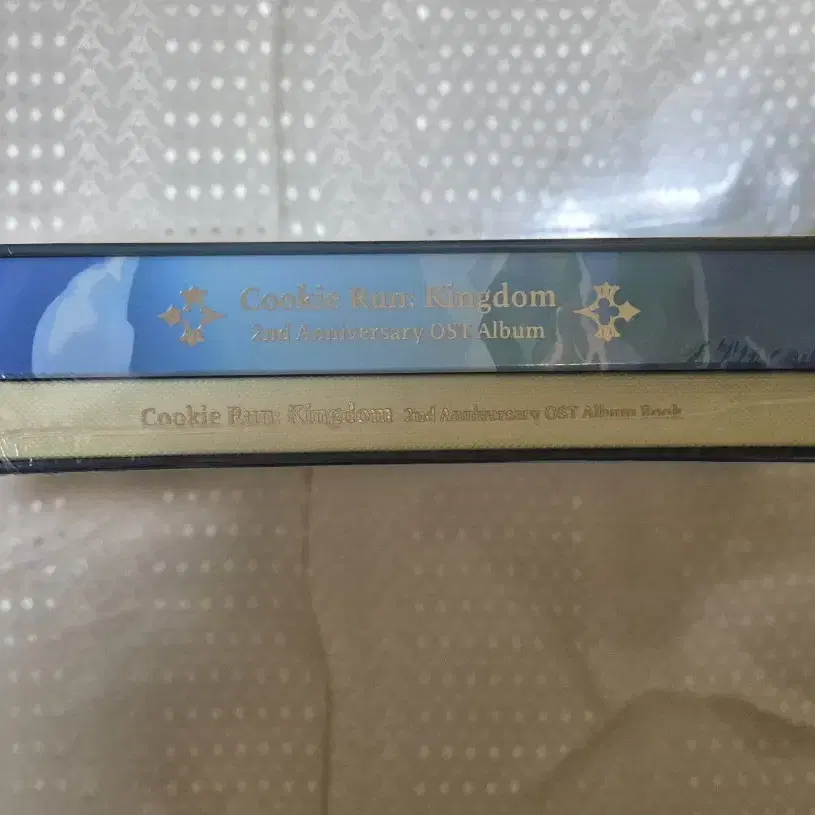 Cookie Run: Kingdom
2nd Anniversary OST Album
Cookie Run: Kingdom 2nd Anniversary OST Album Book